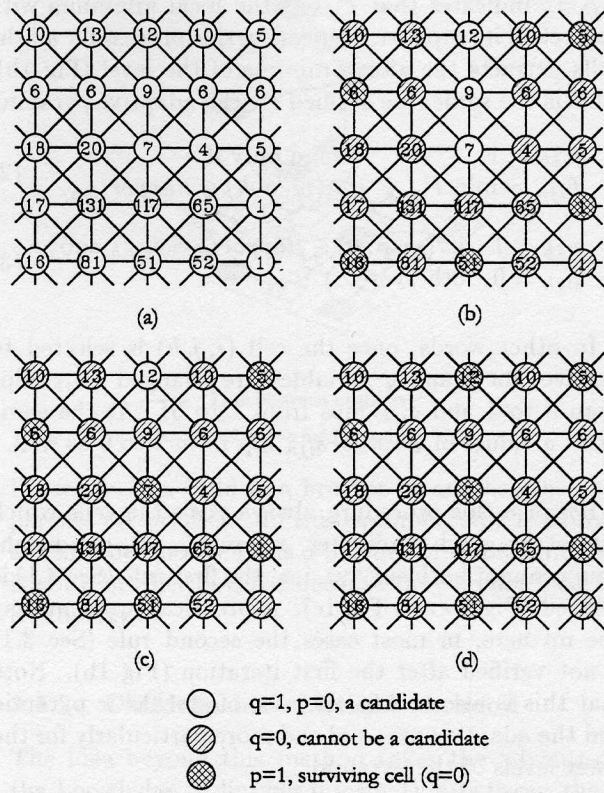 10 13 12 10 5
6 6 9 6 6
18 20 7 4 5
17 131 117 65 1
16 81 51 52 1
(a)
10 13 12 10 5
6 6 9 6 6
18 20 7 4 5
17 131 117 65 1
16 81 51 52 1
(b)
10 13 12 10 5
6 6 9 6 6
18 20 7 4 5
17 131 117 65 1
16 81 51 52 1
(c)
10 13 12 10 5
6 6 9 6 6
18 20 7 4 5
17 131 117 65 1
16 81 51 52 1
(d)
q=1, p=0, a candidate
q=0, cannot be a candidate
p=1, surviving cell (q=0)